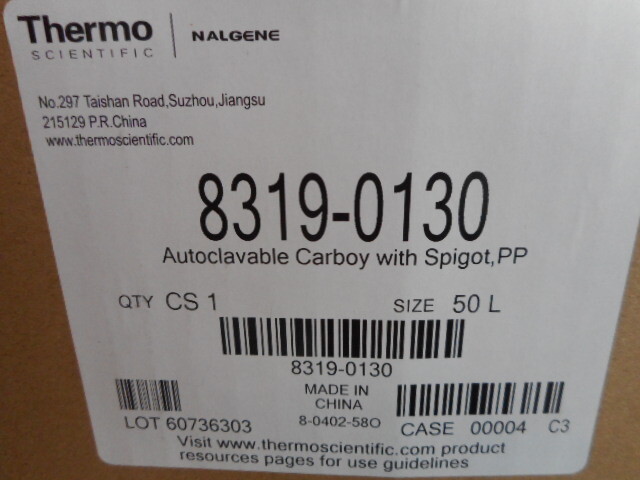 Thermo
SCIENTIFIC
NALGENE
No.297 Taishan Road,Suzhou,Jiangsu
215129 P.R.China
www.thermoscientific.com
8319-0130
Autoclavable Carboy with Spigot,PP
QTY CS 1 SIZE 50 L
8319-0130
MADE IN
CHINA
LOT 60736303 8-0402-58O CASE 00004 C3
Visit www.thermoscientific.com product
resources pages for use guidelines